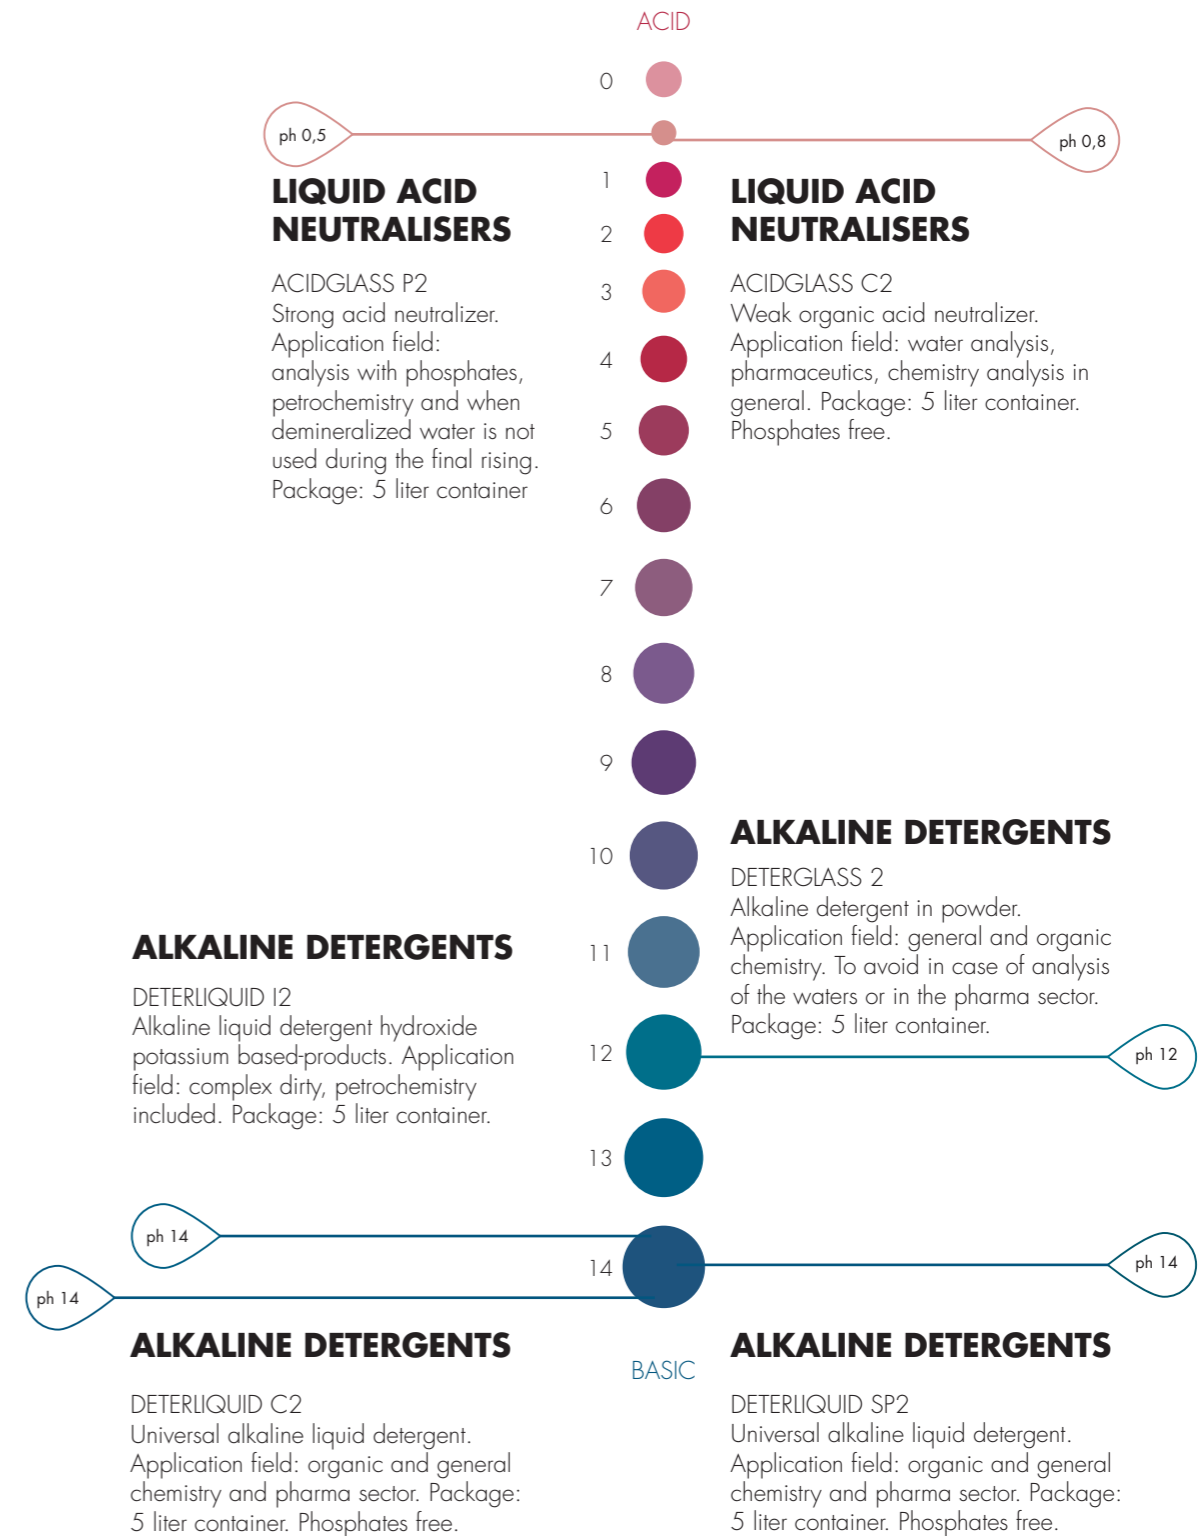 ACID
0
ph 0,5
ph 0,8
LIQUID ACID
NEUTRALISERS
ACIDGLASS P2
Strong acid neutralizer.
Application field:
analysis with phosphates,
petrochemistry and when
demineralized water is not
used during the final rising.
Package: 5 liter container
LIQUID ACID
NEUTRALISERS
ACIDGLASS C2
Weak organic acid neutralizer.
Application field: water analysis,
pharmaceutics, chemistry analysis in
general. Package: 5 liter container.
Phosphates free.
1
2
3
4
5
6
7
8
9
10
11
12
13
14
ALKALINE DETERGENTS
DETERGLASS 2
Alkaline detergent in powder.
Application field: general and organic
chemistry. To avoid in case of analysis
of the waters or in the pharma sector.
Package: 5 liter container.
ph 12
ALKALINE DETERGENTS
DETERLIQUID I2
Alkaline liquid detergent hydroxide
potassium based-products. Application
field: complex dirty, petrochemistry
included. Package: 5 liter container.
ph 14
ph 14
ph 14
BASIC
ALKALINE DETERGENTS
DETERLIQUID C2
Universal alkaline liquid detergent.
Application field: organic and general
chemistry and pharma sector. Package:
5 liter container. Phosphates free.
ALKALINE DETERGENTS
DETERLIQUID SP2
Universal alkaline liquid detergent.
Application field: organic and general
chemistry and pharma sector. Package:
5 liter container. Phosphates free.